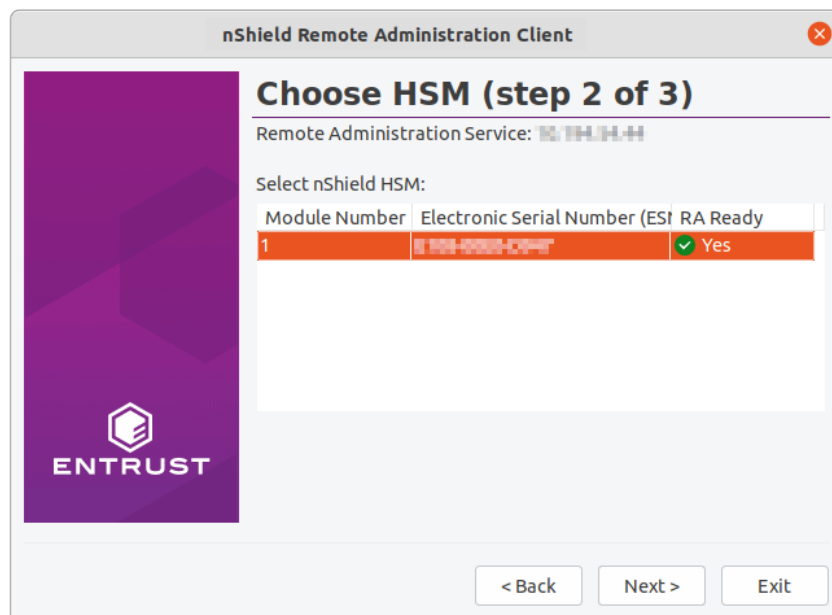 nShield Remote Administration Client
Choose HSM (step 2 of 3)
Remote Administration Service:
Select nShield HSM:
Module Number Electronic Serial Number (ESN RA Ready
1 Yes
ENTRUST
< Back Next > Exit